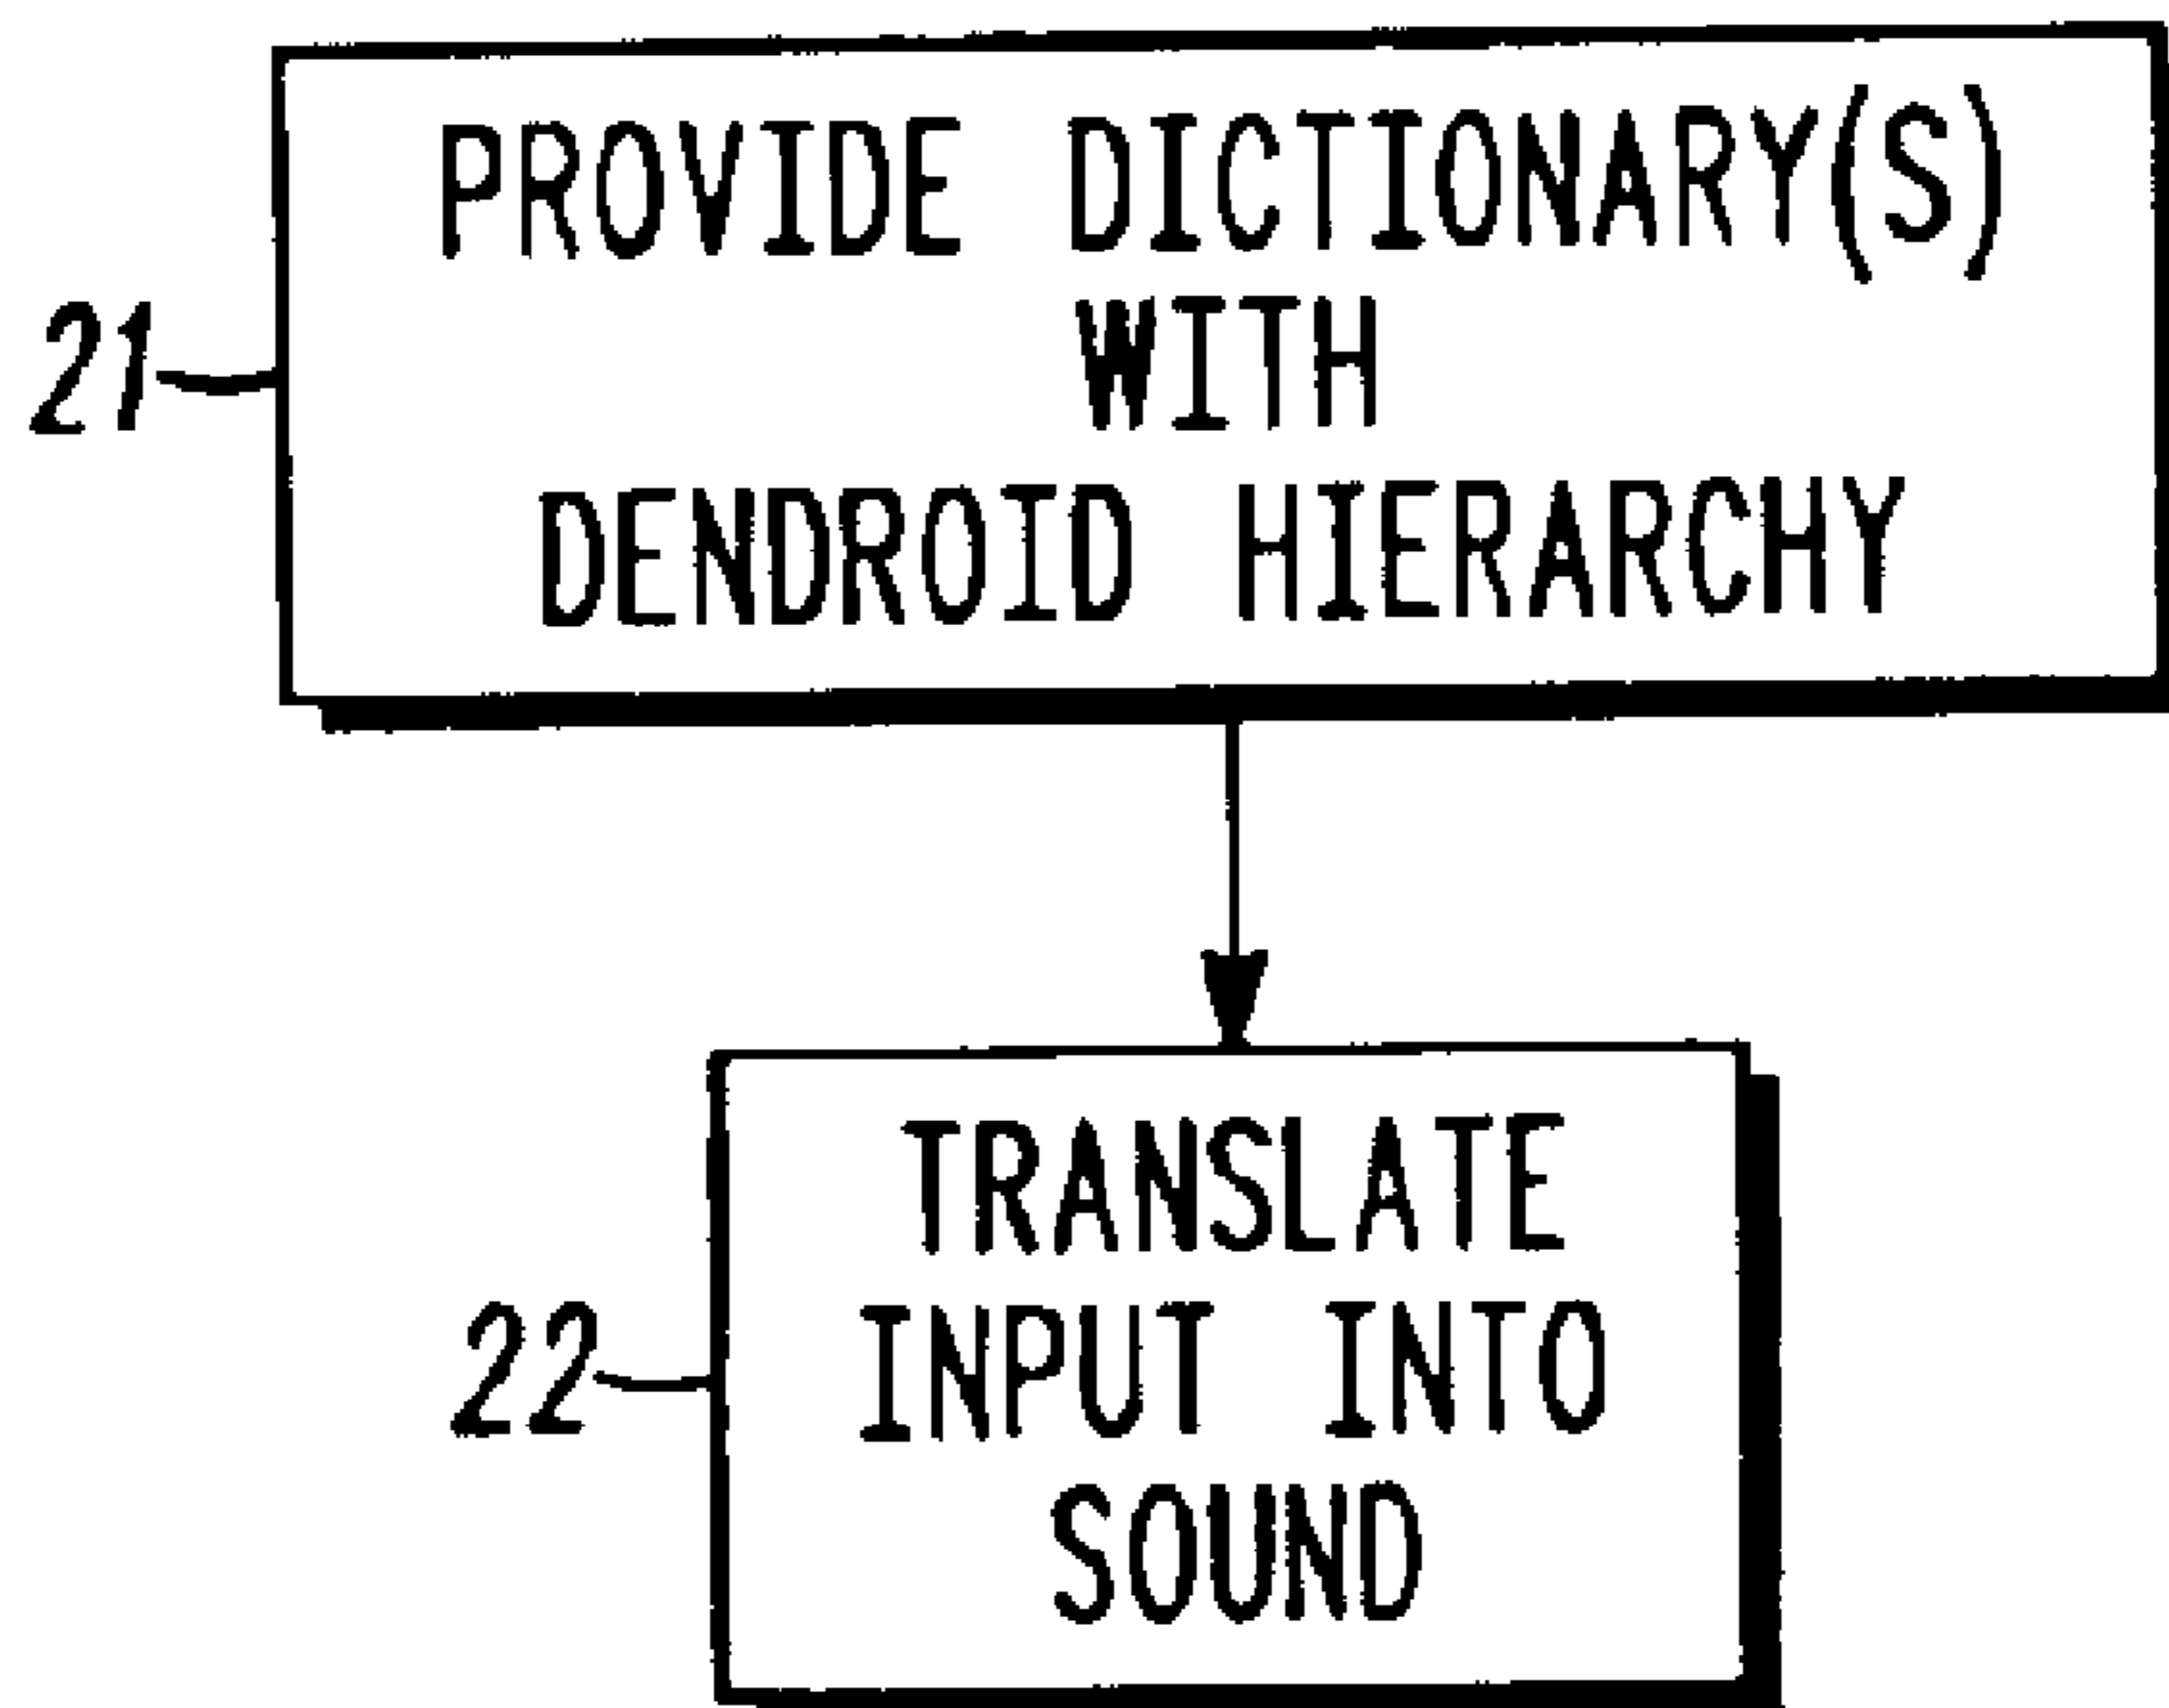 PROVIDE DICTIONARY(S)
WITH
DENDROID HIERARCHY
21
TRANSLATE
INPUT INTO
SOUND
22